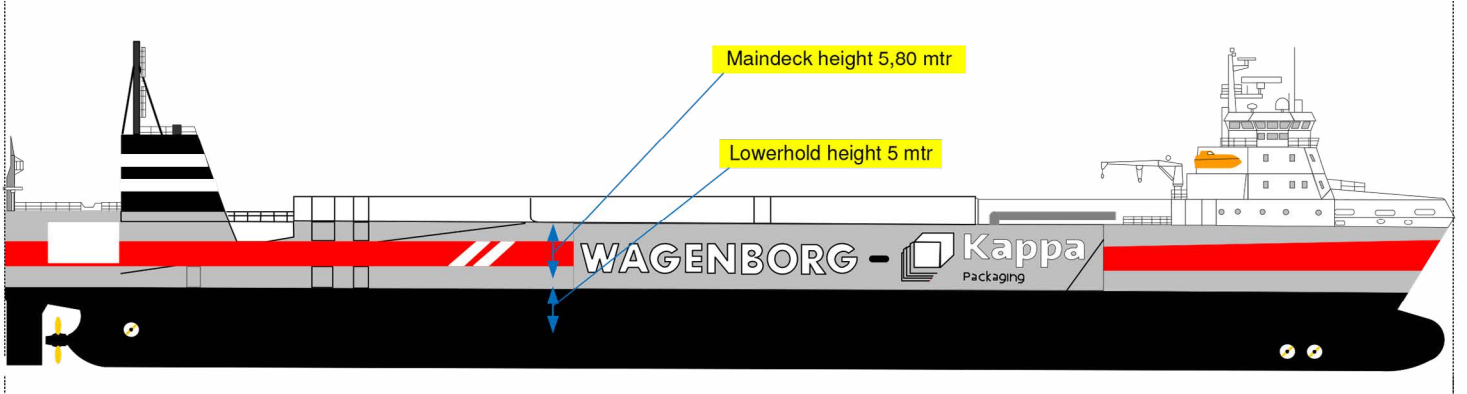 Maindeck height 5,80 mtr
Lowerhold height 5 mtr
WAGENBORG - Kappa
Packaging